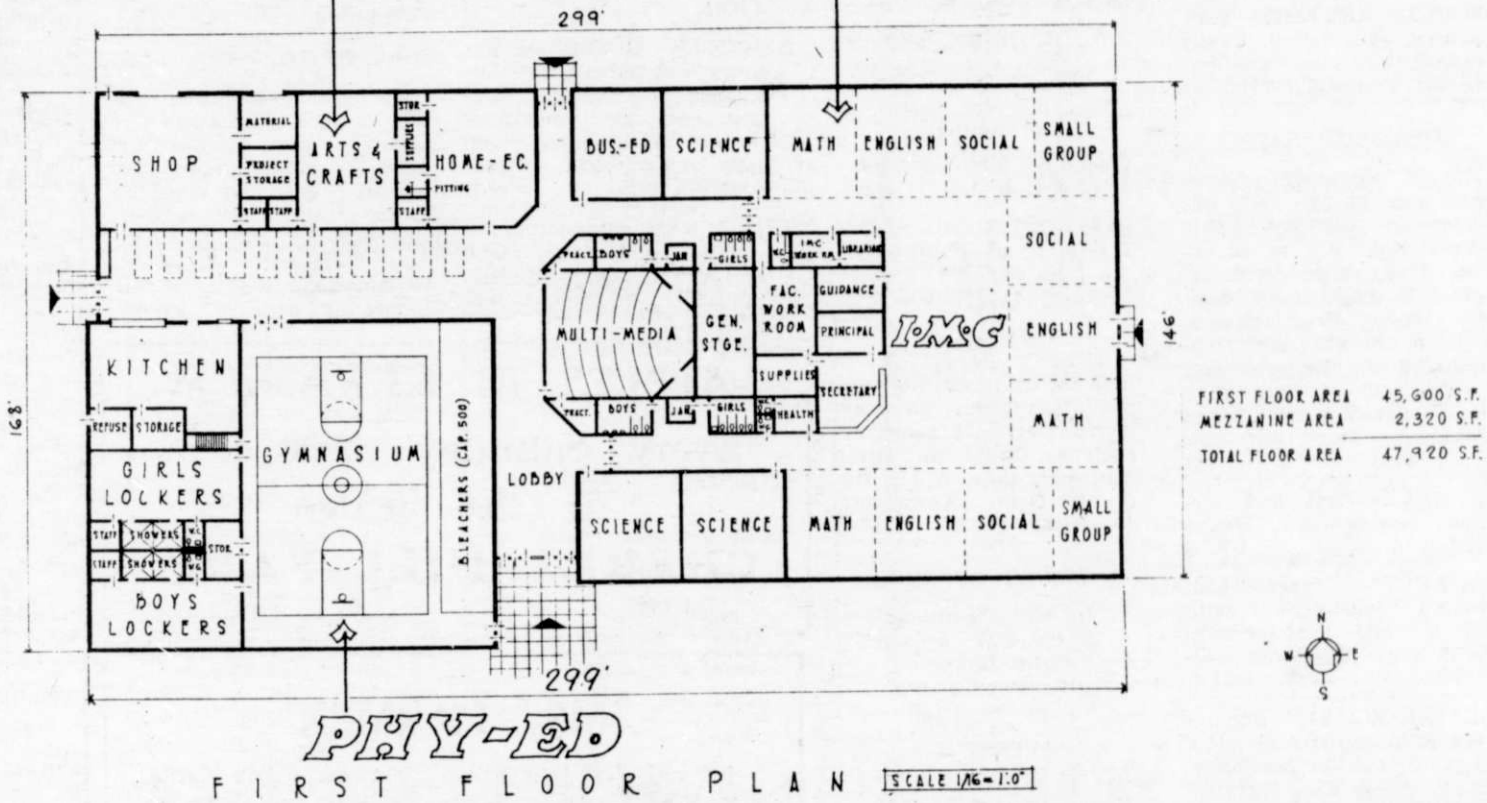 299'
168'
146'
SHOP
MATERIAL
PROJECT
STORAGE
STAFF
STAFF
ARTS &
CRAFTS
STOR.
SUPPLIES
HOME-EC.
FITTING
STAFF
BUS.-ED
SCIENCE
MATH
ENGLISH
SOCIAL
SMALL
GROUP
SOCIAL
ENGLISH
MATH
PRACT.
BOYS
JAN
GIRLS
W.C.
I.M.C.
WORK RM.
LIBRARIAN
MULTI-MEDIA
GEN.
STGE.
FAC.
WORK
ROOM
GUIDANCE
PRINCIPAL
I·M·C
SUPPLIES
SECRETARY
PRACT.
BOYS
JAN.
GIRLS
W.C.
HEALTH
KITCHEN
REFUSE
STORAGE
GIRLS
LOCKERS
STAFF
SHOWERS
W.C.
STOR.
STAFF
SHOWERS
W.C.
BOYS
LOCKERS
GYMNASIUM
BLEACHERS (CAP. 500)
LOBBY
SCIENCE
SCIENCE
MATH
ENGLISH
SOCIAL
SMALL
GROUP
FIRST FLOOR AREA 45,600 S.F.
MEZZANINE AREA 2,320 S.F.
TOTAL FLOOR AREA 47,920 S.F.
N
W E
S
299'
PHY-ED
FIRST FLOOR PLAN SCALE 1/16=1'.0"